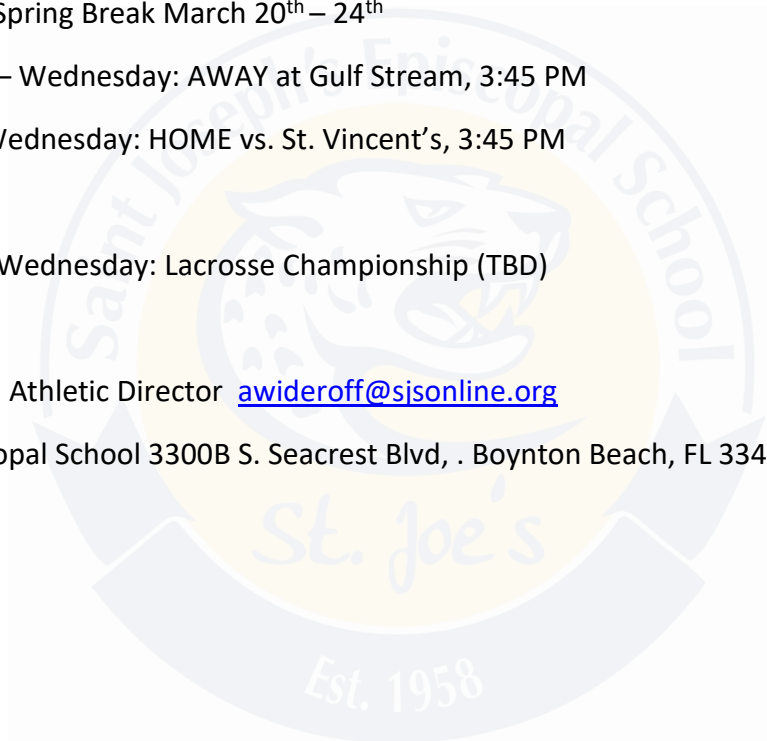 Spring Break March 20th – 24th
– Wednesday: AWAY at Gulf Stream, 3:45 PM
Wednesday: HOME vs. St. Vincent’s, 3:45 PM
Wednesday: Lacrosse Championship (TBD)
Athletic Director awideroff@sjsonline.org
opal School 3300B S. Seacrest Blvd, . Boynton Beach, FL 334
Saint Joseph's Episcopal School
St. Joe's
Est. 1958